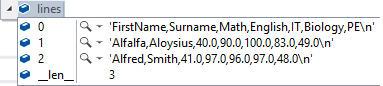 lines
0 'FirstName,Surname,Math,English,IT,Biology,PE\n'
1 'Alfalfa,Aloysius,40.0,90.0,100.0,83.0,49.0\n'
2 'Alfred,Smith,41.0,97.0,96.0,97.0,48.0\n'
__len__ 3